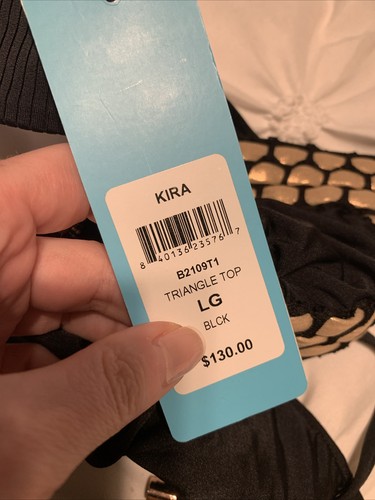 KIRA
8 40136 23576 7
B2109T1
TRIANGLE TOP
LG
BLCK
$130.00